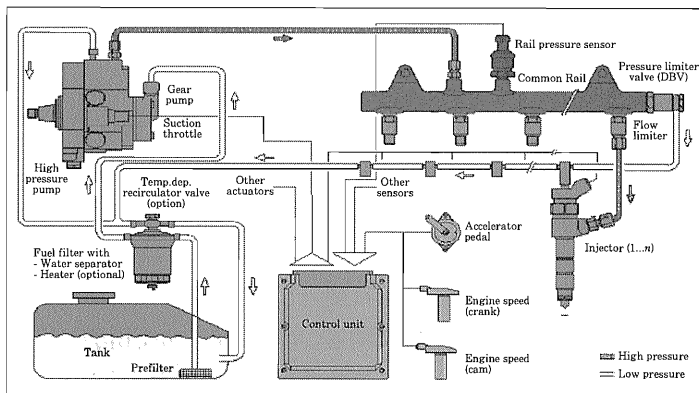 Rail pressure sensor
Common Rail
Pressure limiter
valve (DBV)
Gear
pump
Suction
throttle
Flow
limiter
High
pressure
pump
Temp.dep.
recirculator valve
(option)
Other
actuators
Other
sensors
Fuel filter with
- Water separator
- Heater (optional)
Accelerator
pedal
Injector (1...n)
Control unit
Engine speed
(crank)
Tank
Prefilter
Engine speed
(cam)
High pressure
Low pressure